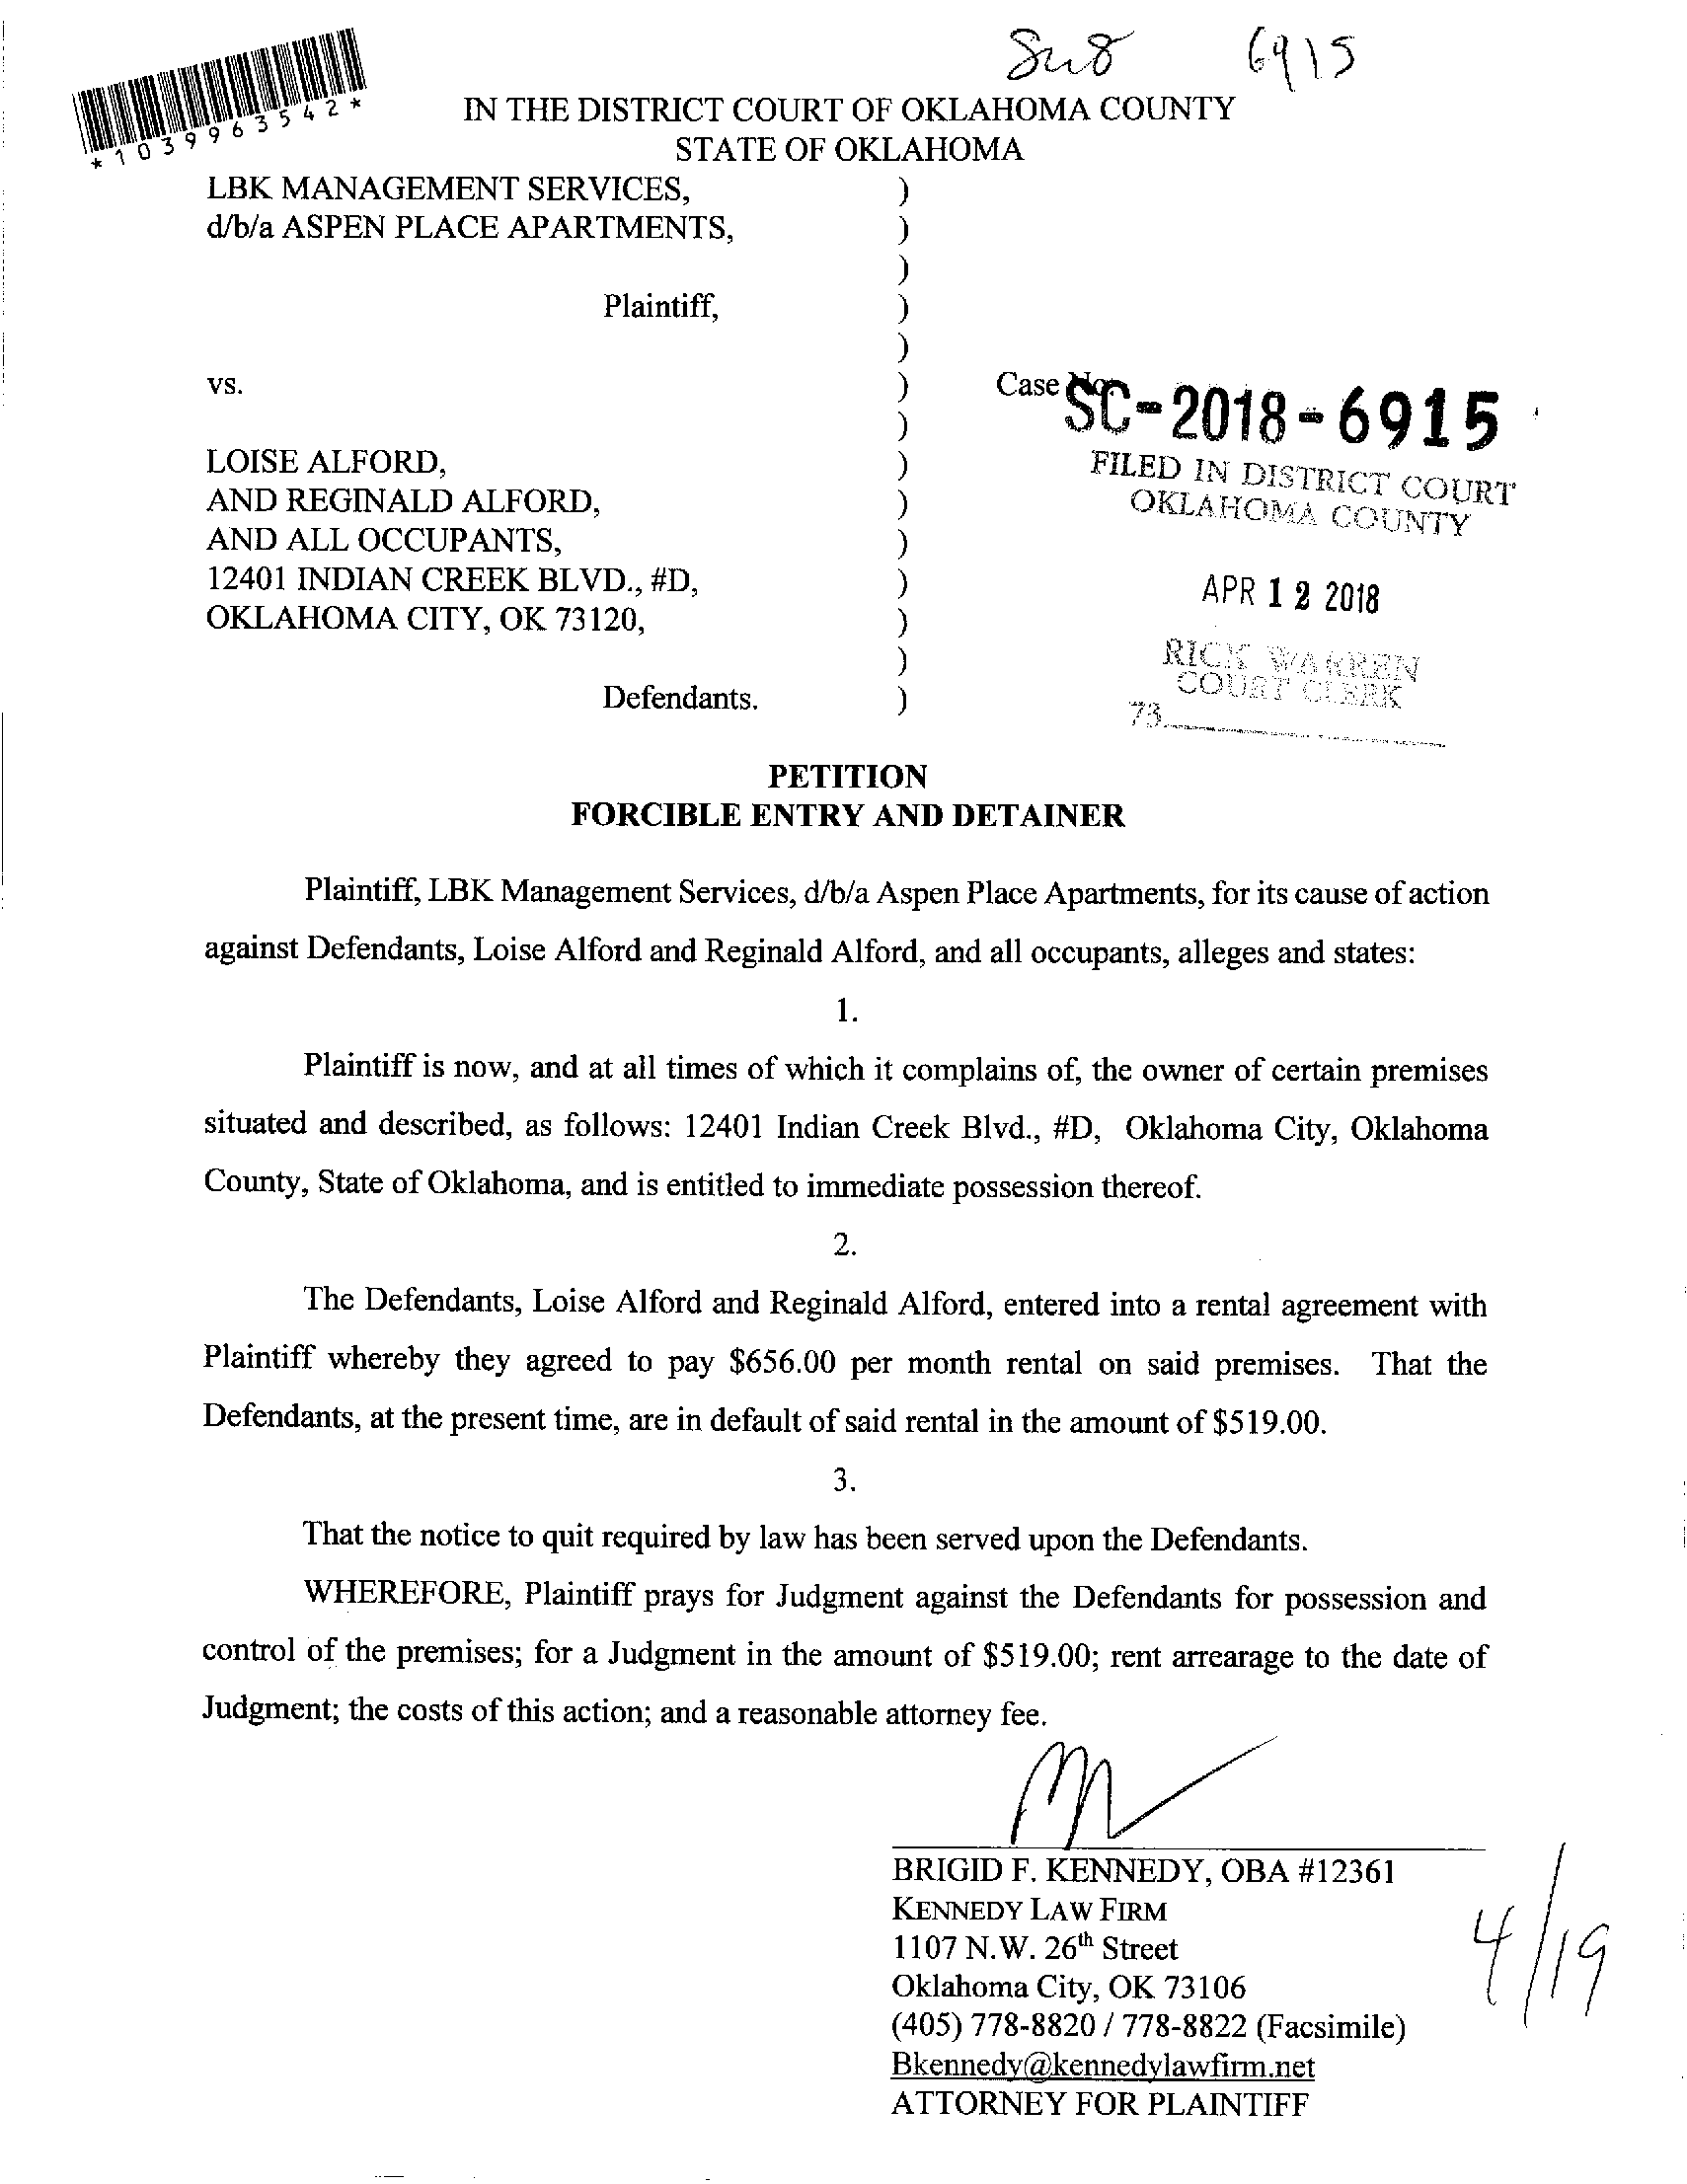 6915
*1039963542*
IN THE DISTRICT COURT OF OKLAHOMA COUNTY
STATE OF OKLAHOMA
LBK MANAGEMENT SERVICES, )
d/b/a ASPEN PLACE APARTMENTS, )
)
Plaintiff, )
)
vs. ) Case No.
SC-2018-6915
)
LOISE ALFORD, )
FILED IN DISTRICT COURT
AND REGINALD ALFORD, )
OKLAHOMA COUNTY
AND ALL OCCUPANTS, )
12401 INDIAN CREEK BLVD., #D, )
APR 12 2018
OKLAHOMA CITY, OK 73120, )
)
RICK WARREN
COURT CLERK
Defendants. )
73
PETITION
FORCIBLE ENTRY AND DETAINER
Plaintiff, LBK Management Services, d/b/a Aspen Place Apartments, for its cause of action
against Defendants, Loise Alford and Reginald Alford, and all occupants, alleges and states:
1.
Plaintiff is now, and at all times of which it complains of, the owner of certain premises
situated and described, as follows: 12401 Indian Creek Blvd., #D, Oklahoma City, Oklahoma
County, State of Oklahoma, and is entitled to immediate possession thereof.
2.
The Defendants, Loise Alford and Reginald Alford, entered into a rental agreement with
Plaintiff whereby they agreed to pay $656.00 per month rental on said premises. That the
Defendants, at the present time, are in default of said rental in the amount of $519.00.
3.
That the notice to quit required by law has been served upon the Defendants.
WHEREFORE, Plaintiff prays for Judgment against the Defendants for possession and
control of the premises; for a Judgment in the amount of $519.00; rent arrearage to the date of
Judgment; the costs of this action; and a reasonable attorney fee.
BRIGID F. KENNEDY, OBA #12361
KENNEDY LAW FIRM
1107 N.W. 26th Street
Oklahoma City, OK 73106
(405) 778-8820 / 778-8822 (Facsimile)
Bkennedy@kennedylawfirm.net
ATTORNEY FOR PLAINTIFF
4/19